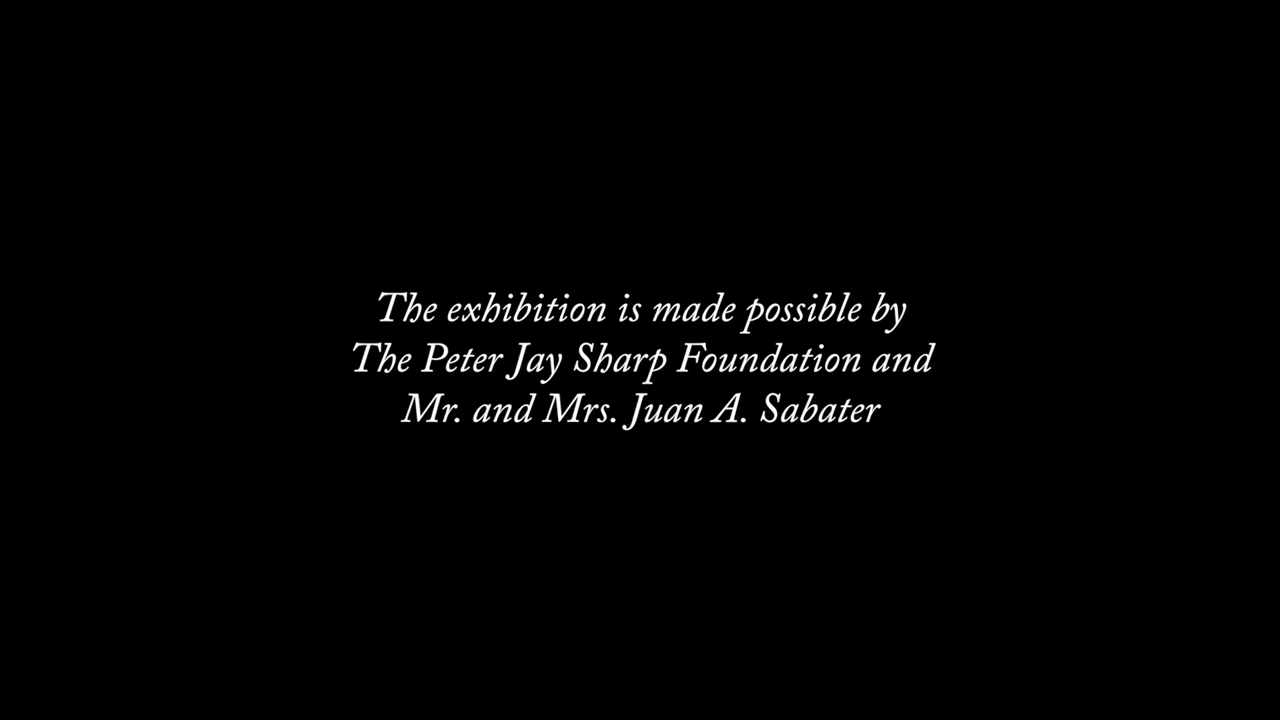 The exhibition is made possible by
The Peter Jay Sharp Foundation and
Mr. and Mrs. Juan A. Sabater